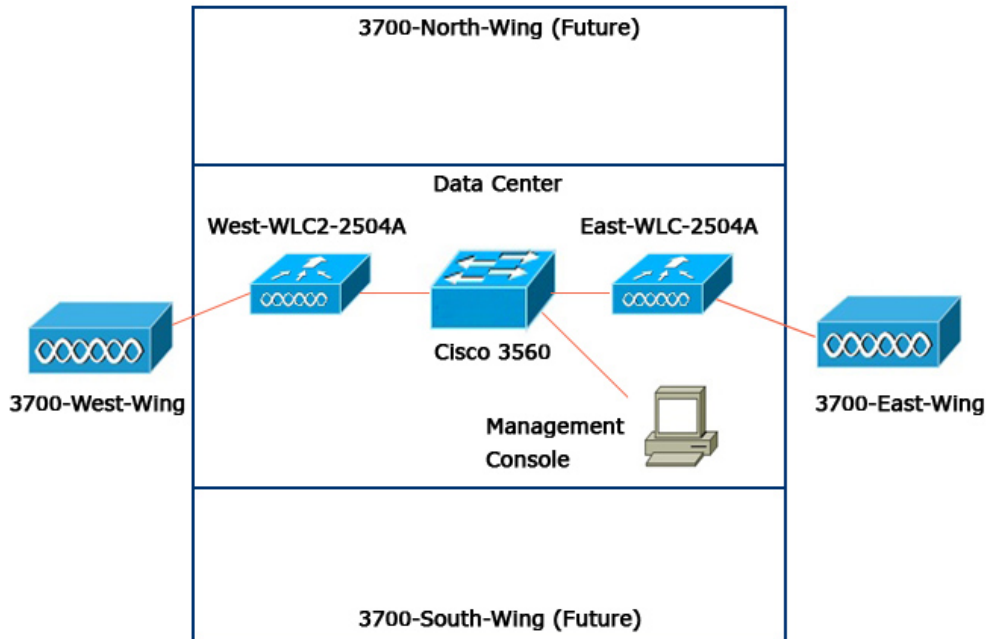 3700-North-Wing (Future)
Data Center
West-WLC2-2504A
East-WLC-2504A
Cisco 3560
3700-West-Wing
3700-East-Wing
Management
Console
3700-South-Wing (Future)